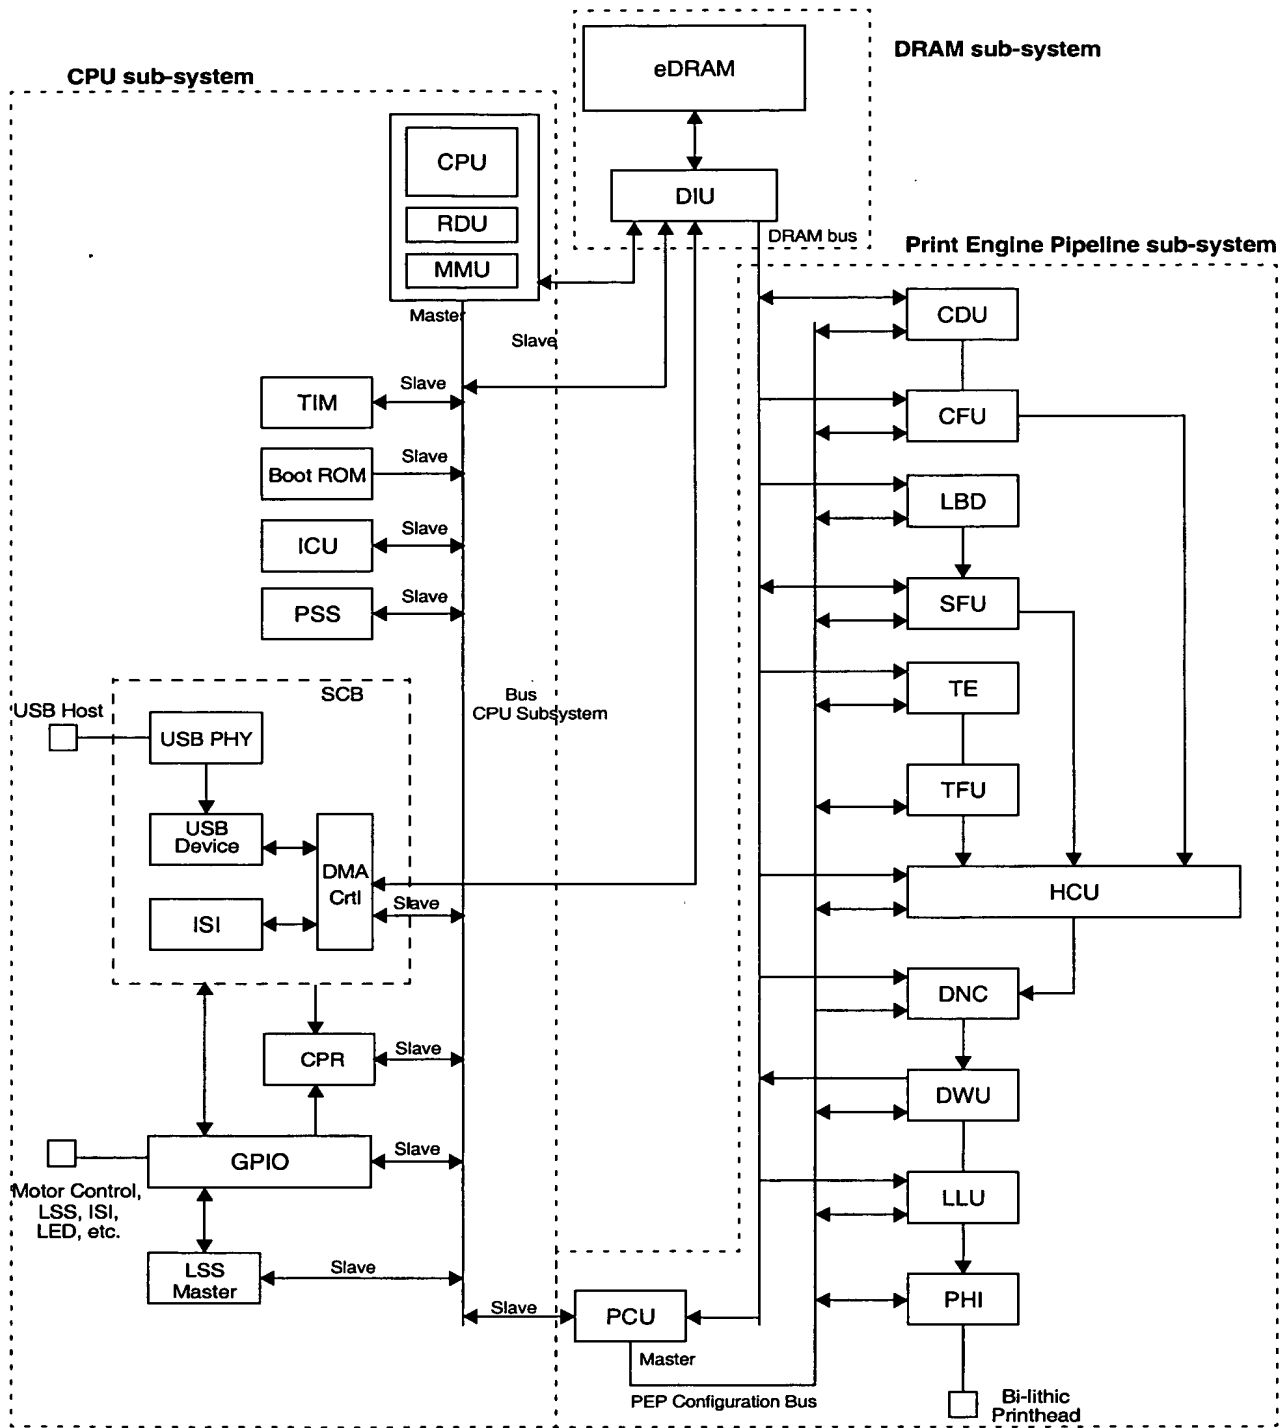 CPU sub-system
eDRAM
DRAM sub-system
CPU
RDU
MMU
DIU
DRAM bus
Print Engine Pipeline sub-system
Master
Slave
CDU
TIM
Slave
CFU
Boot ROM
Slave
LBD
ICU
Slave
PSS
Slave
SFU
SCB
Bus
CPU Subsystem
TE
USB Host
USB PHY
TFU
USB
Device
DMA
Crtl
Slave
HCU
ISI
DNC
CPR
Slave
DWU
GPIO
Slave
Motor Control,
LSS, ISI,
LED, etc.
LLU
LSS
Master
Slave
Slave
PCU
PHI
Master
PEP Configuration Bus
Bi-lithic
Printhead